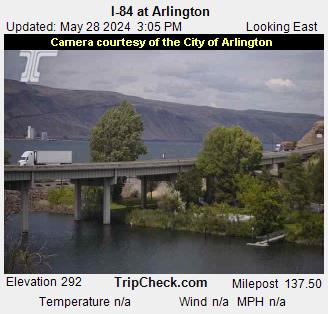 I-84 at Arlington
Updated: May 28 2024 3:05 PM Looking East
Camera courtesy of the City of Arlington
Elevation 292 TripCheck.com Milepost 137.50
Temperature n/a Wind n/a MPH n/a